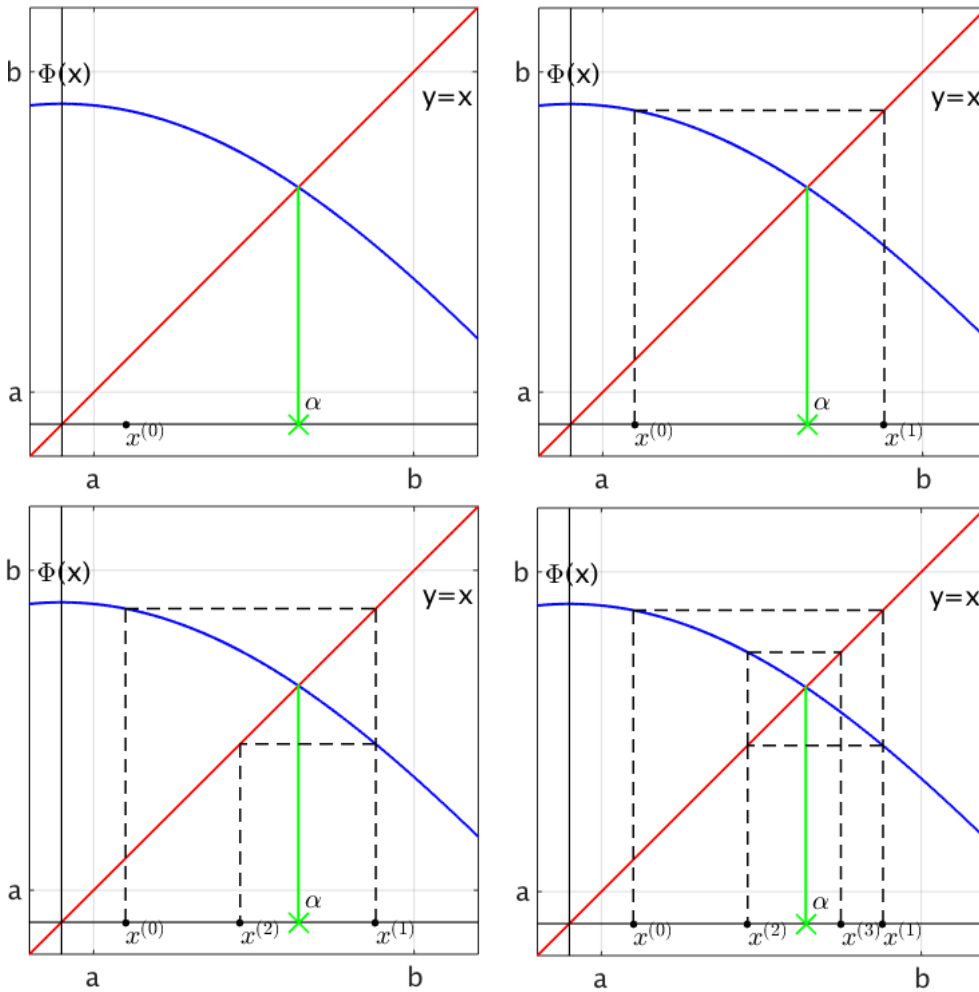 b Φ(x)
y=x
a
α
x^{(0)}
a b
b Φ(x)
y=x
a
α
x^{(0)} x^{(1)}
a b
b Φ(x)
y=x
a
α
x^{(0)} x^{(2)} x^{(1)}
a b
b Φ(x)
y=x
a
α
x^{(0)} x^{(2)} x^{(3)} x^{(1)}
a b